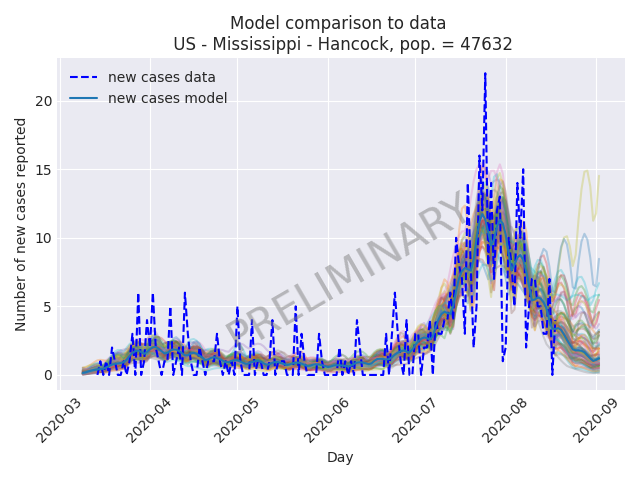 Model comparison to data
US - Mississippi - Hancock, pop. = 47632
new cases data
new cases model
PRELIMINARY
Number of new cases reported
20
15
10
5
0
2020-03
2020-04
2020-05
2020-06
2020-07
2020-08
2020-09
Day